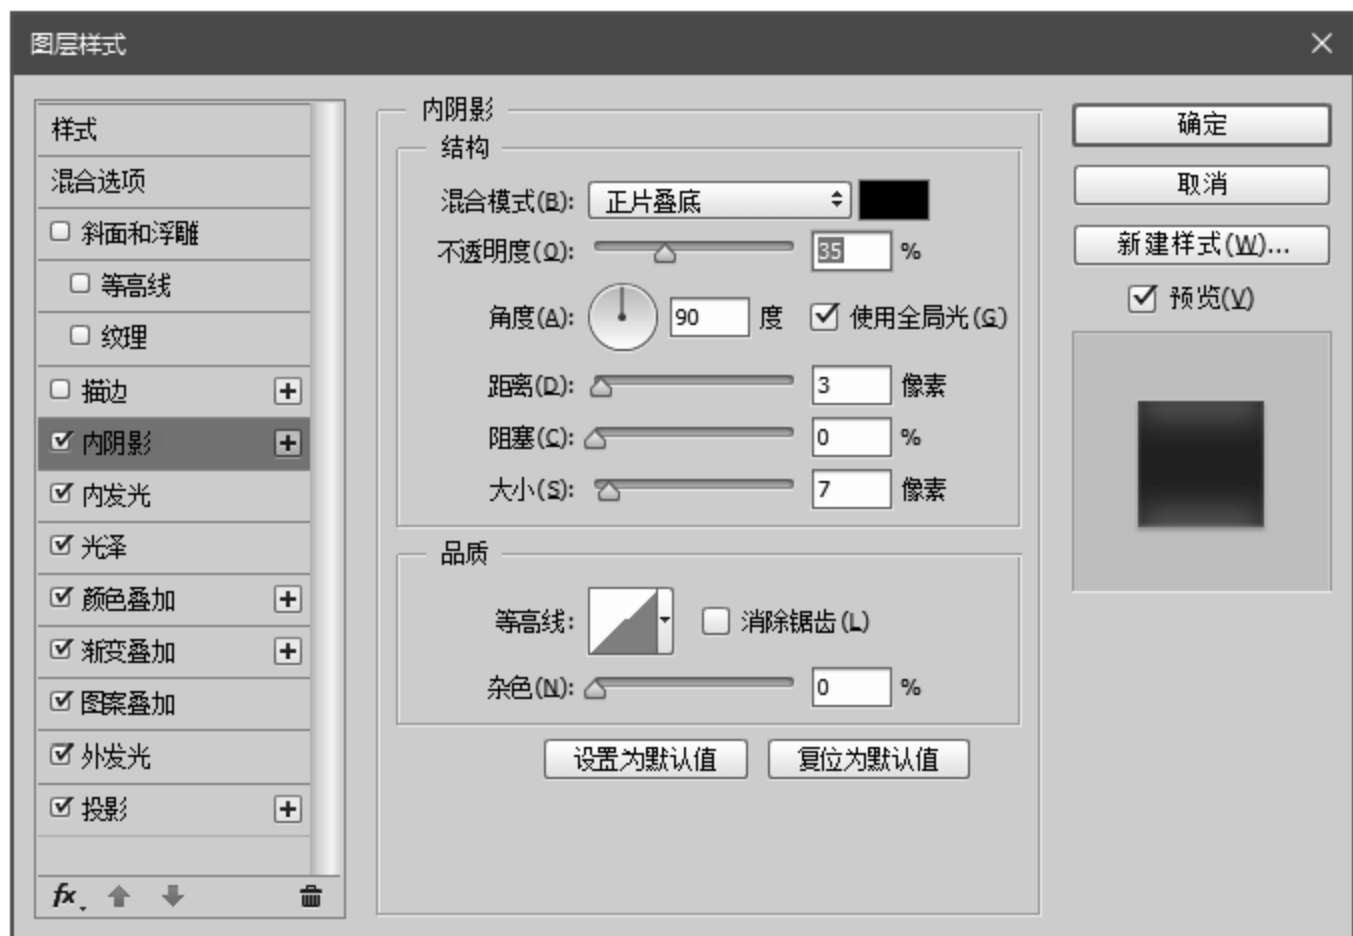 图层样式
样式
混合选项
斜面和浮雕
等高线
纹理
描边
内阴影
内发光
光泽
颜色叠加
渐变叠加
图案叠加
外发光
投影
fx
内阴影
结构
混合模式(B): 正片叠底
不透明度(O): 35 %
角度(A): 90 度 使用全局光(G)
距离(D): 3 像素
阻塞(C): 0 %
大小(S): 7 像素
品质
等高线: 消除锯齿(L)
杂色(N): 0 %
设置为默认值 复位为默认值
确定
取消
新建样式(W)...
预览(V)